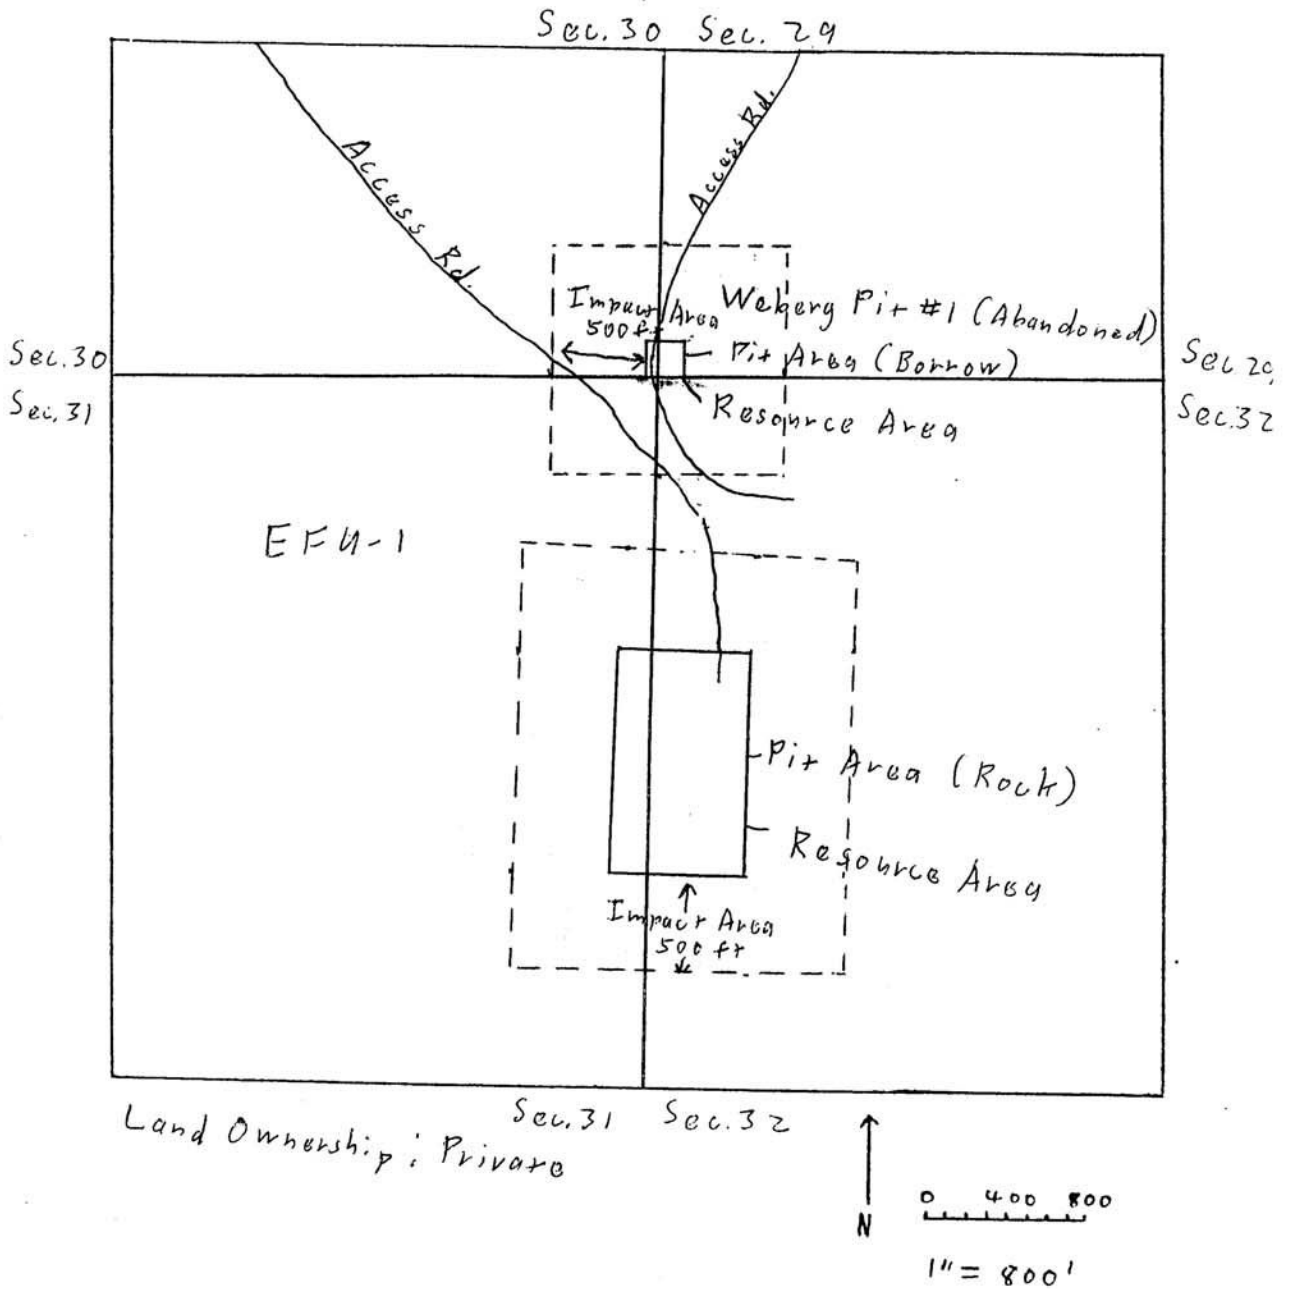 Sec. 30 Sec. 29
Access Rd.
Access Rd.
Impact Area
500 ft
Weberg Pit #1 (Abandoned)
Pit Area (Borrow)
Resource Area
Sec. 30
Sec. 31
Sec. 29
Sec. 32
EFU-1
Pit Area (Rock)
Resource Area
Impact Area
500 ft
Sec. 31 Sec. 32
Land Ownership: Private
N
0 400 800
1" = 800'